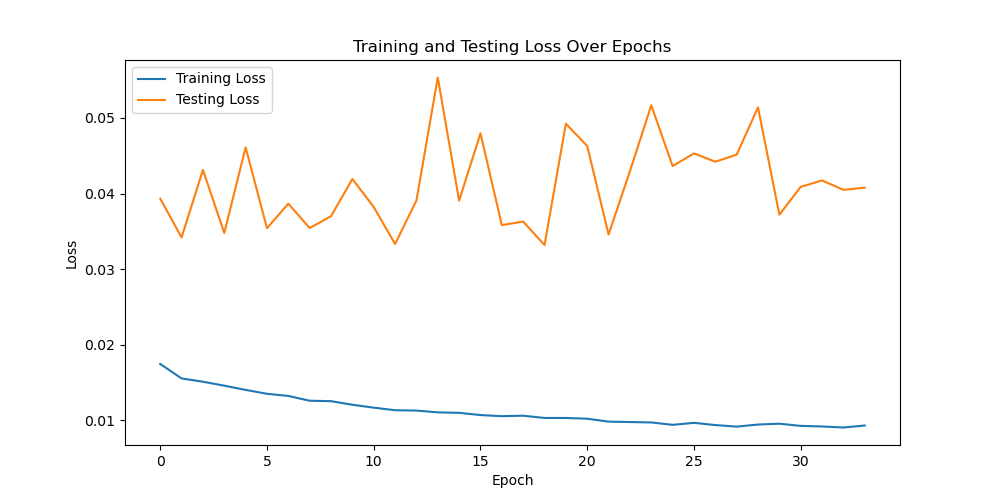 Training and Testing Loss Over Epochs
Training Loss
Testing Loss
0.05
0.04
0.03
0.02
0.01
Loss
0 5 10 15 20 25 30
Epoch